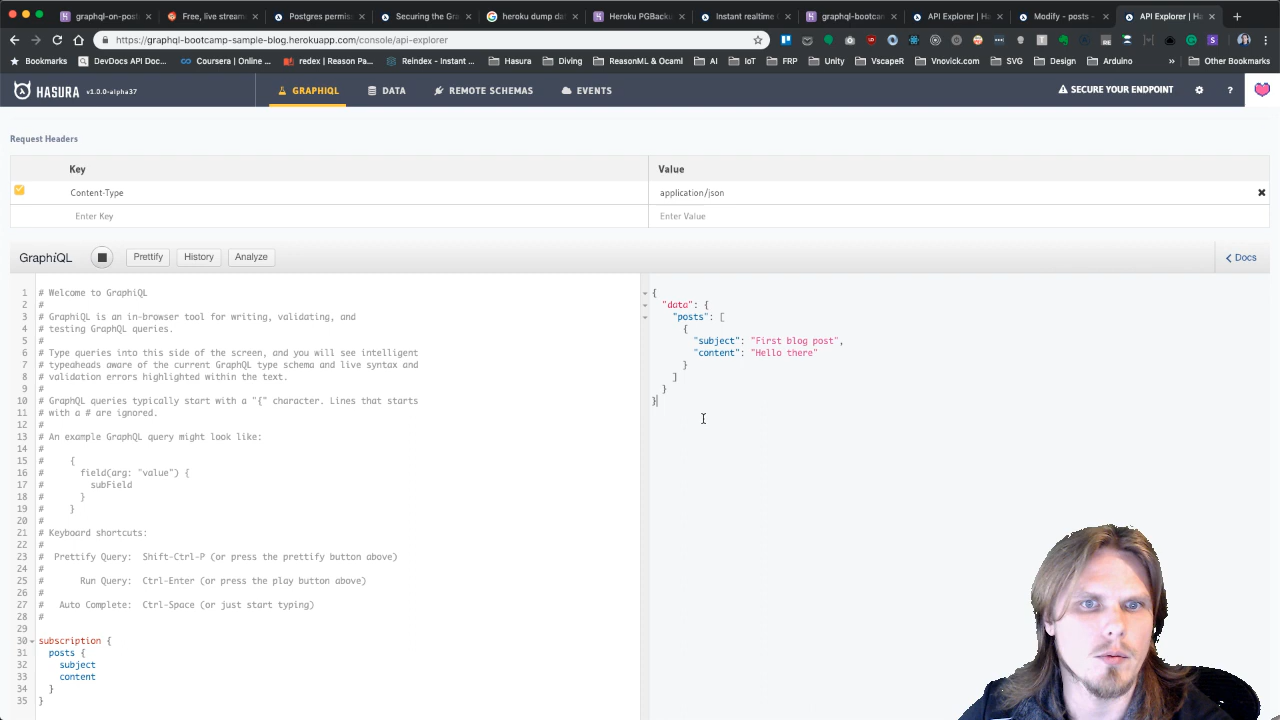 graphql-on-post
Free, live stream
Postgres permis
Securing the Gra
heroku dump da
Heroku PGBack
Instant realtime
graphql-bootcar
API Explorer | Ha
Modify - posts -
API Explorer | Ha
https://graphql-bootcamp-sample-blog.herokuapp.com/console/api-explorer
Bookmarks
DevDocs API Doc...
Coursera | Online ...
redex | Reason Pa...
Reindex - Instant ...
Hasura
Diving
ReasonML & Ocaml
AI
IoT
FRP
Unity
VscapeR
Vnovick.com
SVG
Design
Arduino
»
Other Bookmarks
HASURA v1.0.0-alpha37
GRAPHIQL
DATA
REMOTE SCHEMAS
EVENTS
SECURE YOUR ENDPOINT
?
Request Headers
Key Value
Content-Type application/json
Enter Key Enter Value
GraphiQL
Prettify
History
Analyze
Docs
1 # Welcome to GraphiQL
2 #
3 # GraphiQL is an in-browser tool for writing, validating, and
4 # testing GraphQL queries.
5 #
6 # Type queries into this side of the screen, and you will see intelligent
7 # typeaheads aware of the current GraphQL type schema and live syntax and
8 # validation errors highlighted within the text.
9 #
10 # GraphQL queries typically start with a "{" character. Lines that starts
11 # with a # are ignored.
12 #
13 # An example GraphQL query might look like:
14 #
15 # {
16 # field(arg: "value") {
17 # subField
18 # }
19 # }
20 #
21 # Keyboard shortcuts:
22 #
23 # Prettify Query: Shift-Ctrl-P (or press the prettify button above)
24 #
25 # Run Query: Ctrl-Enter (or press the play button above)
26 #
27 # Auto Complete: Ctrl-Space (or just start typing)
28 #
29
30 subscription {
31 posts {
32 subject
33 content
34 }
35 }
{
"data": {
"posts": [
{
"subject": "First blog post",
"content": "Hello there"
}
]
}
}